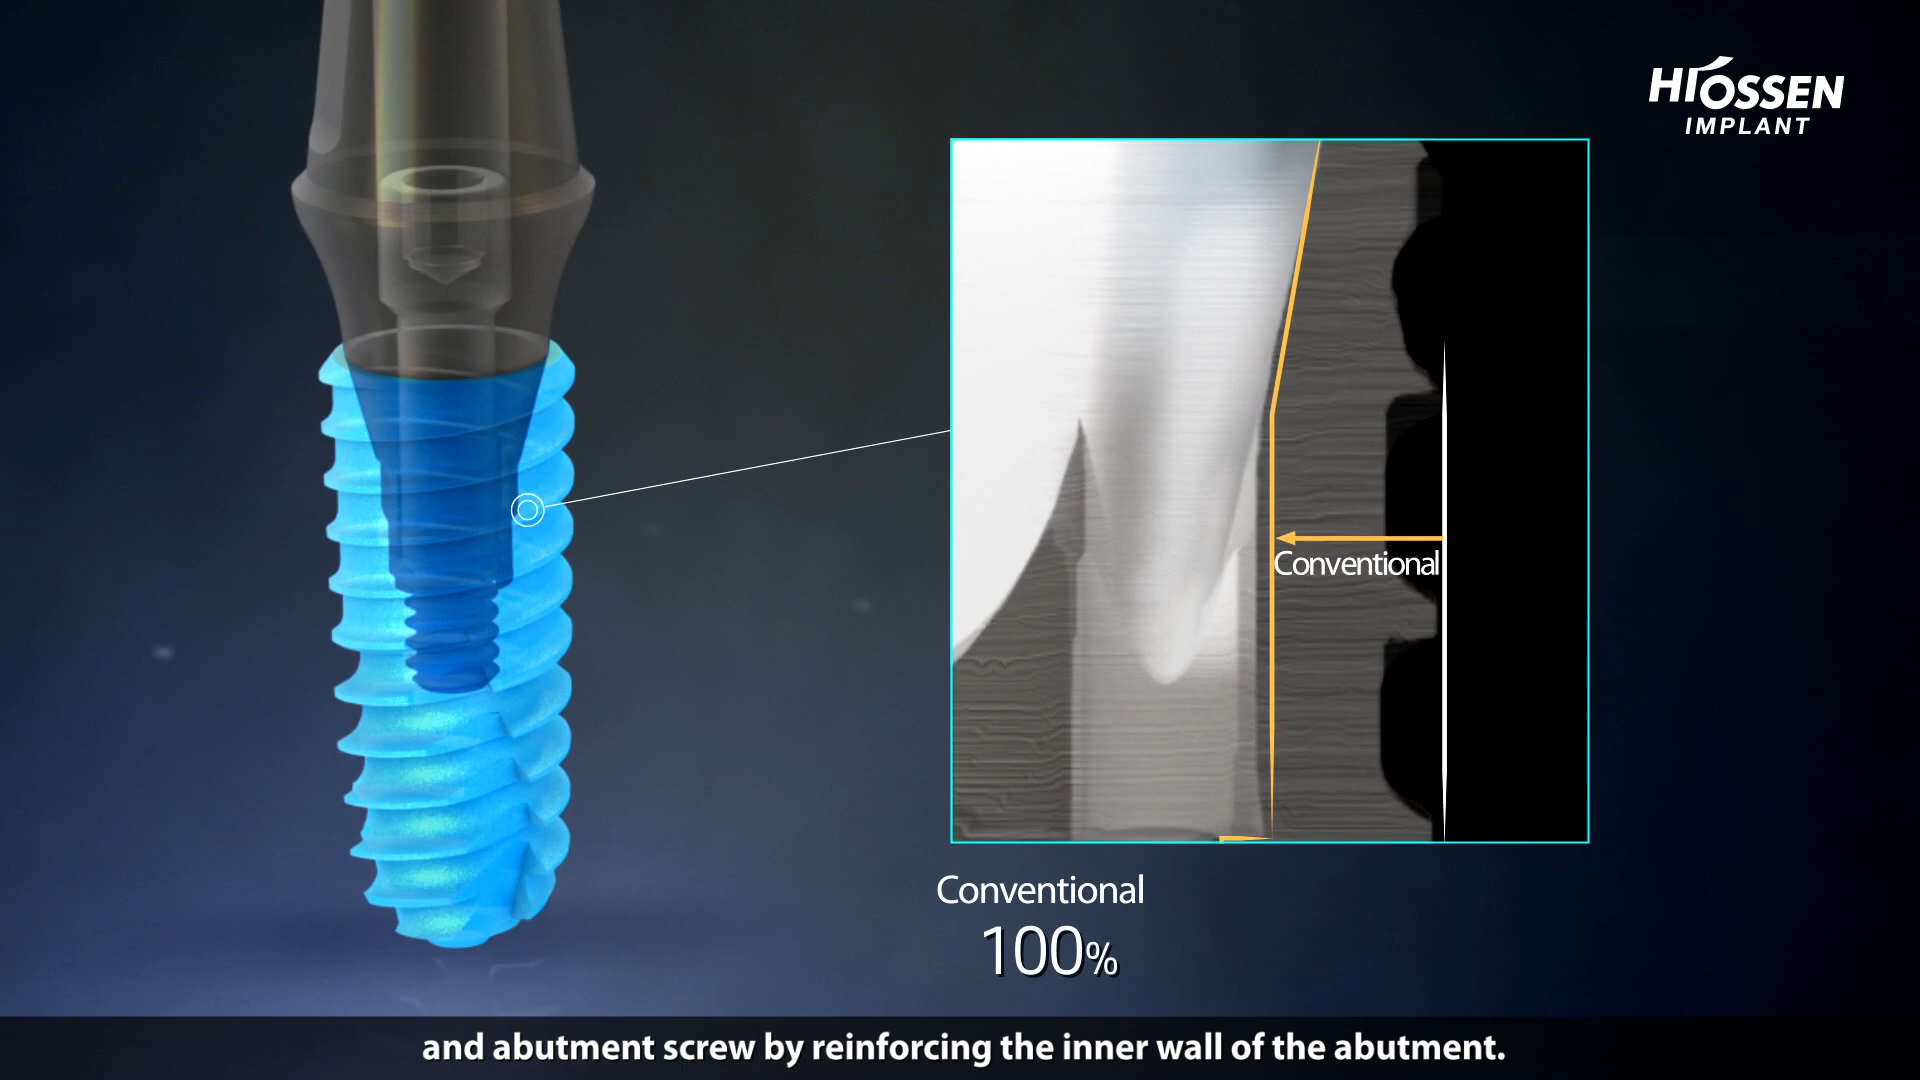 HIOSSEN
IMPLANT
Conventional
Conventional
100%
and abutment screw by reinforcing the inner wall of the abutment.